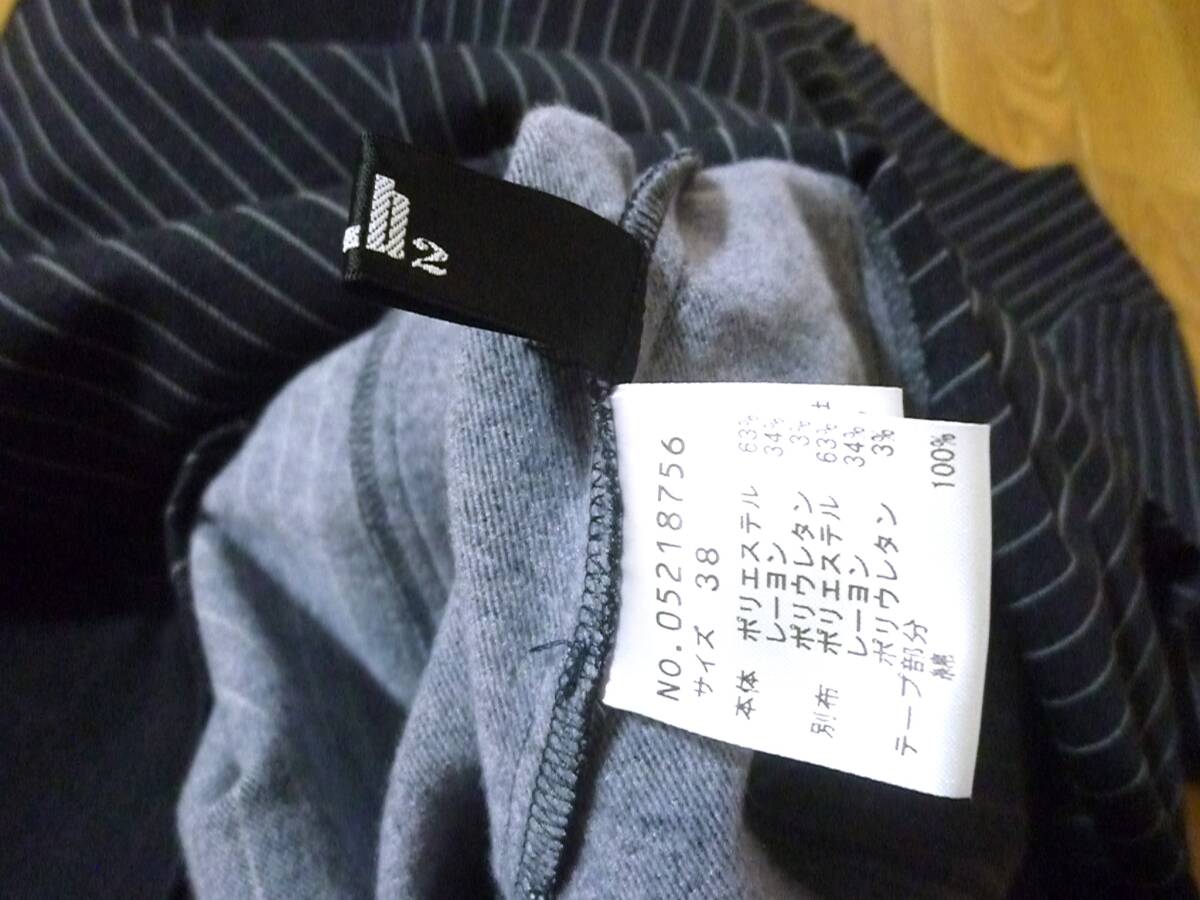 2
NO.05218756
サイズ 38
本体 ポリエステル 63%
レーヨン 34%
ポリウレタン 3%
別布 ポリエステル 63%
レーヨン 34%
ポリウレタン 3%
テープ部分
綿 100%